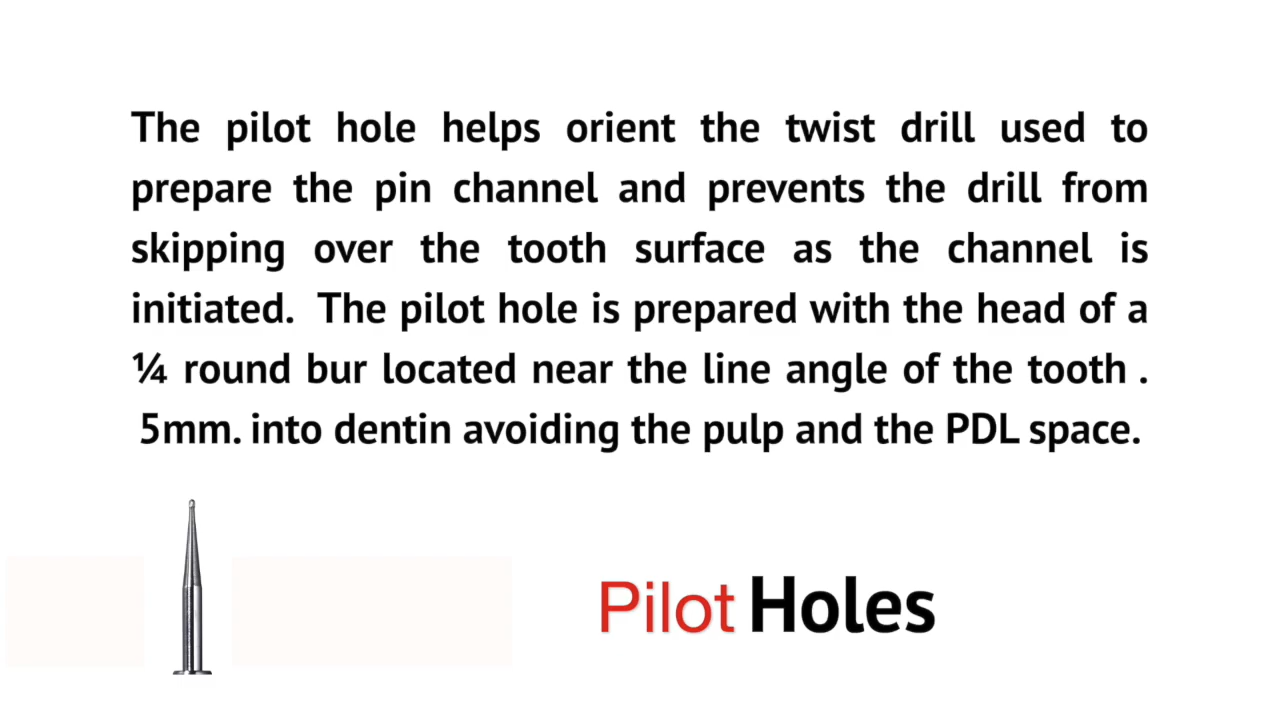 The pilot hole helps orient the twist drill used to
prepare the pin channel and prevents the drill from
skipping over the tooth surface as the channel is
initiated. The pilot hole is prepared with the head of a
¼ round bur located near the line angle of the tooth .
5mm. into dentin avoiding the pulp and the PDL space.
Pilot Holes